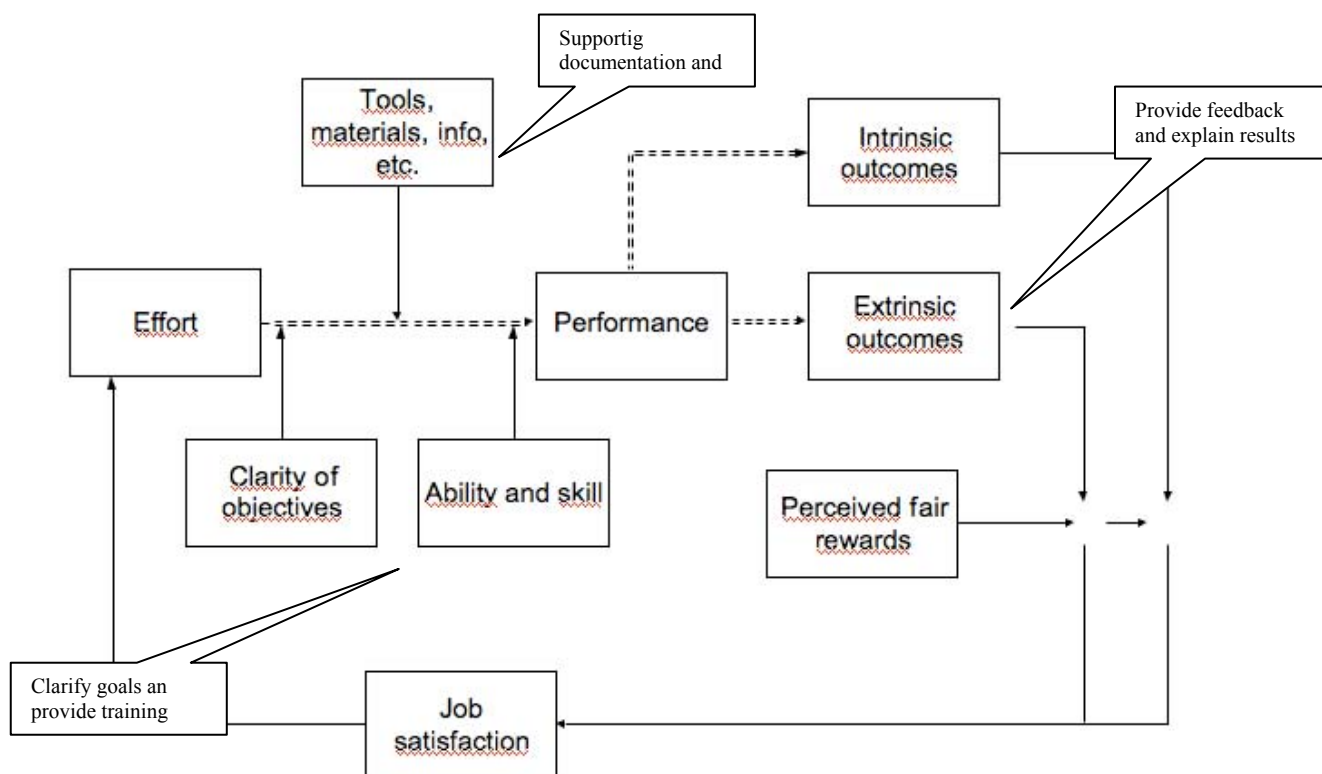 Supportig
documentation and
Tools,
materials, info,
etc.
Intrinsic
outcomes
Provide feedback
and explain results
Effort
Performance
Extrinsic
outcomes
Clarity of
objectives
Ability and skill
Perceived fair
rewards
Clarify goals an
provide training
Job
satisfaction